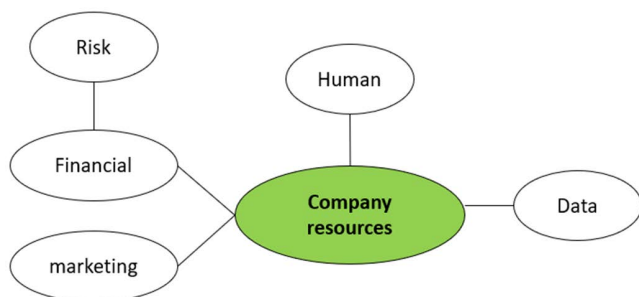 Risk
Human
Financial
Company
resources
Data
marketing